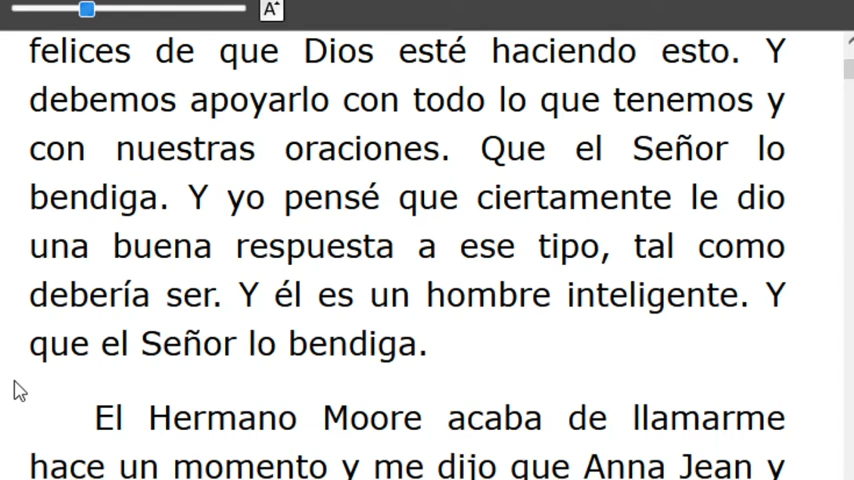 felices de que Dios esté haciendo esto. Y
debemos apoyarlo con todo lo que tenemos y
con nuestras oraciones. Que el Señor lo
bendiga. Y yo pensé que ciertamente le dio
una buena respuesta a ese tipo, tal como
debería ser. Y él es un hombre inteligente. Y
que el Señor lo bendiga.
El Hermano Moore acaba de llamarme
hace un momento y me dijo que Anna Jean y